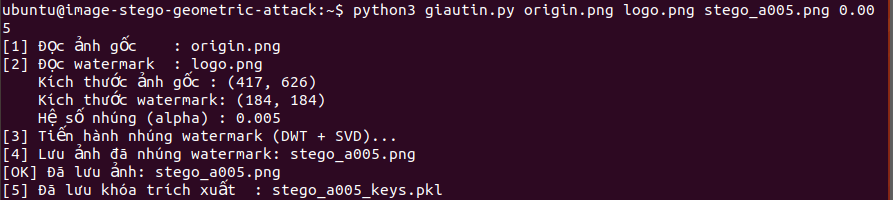 ubuntu@image-stego-geometric-attack:~$ python3 giautin.py origin.png logo.png stego_a005.png 0.00
5
[1] Đọc ảnh gốc    : origin.png
[2] Đọc watermark  : logo.png
    Kích thước ảnh gốc : (417, 626)
    Kích thước watermark: (184, 184)
    Hệ số nhúng (alpha) : 0.005
[3] Tiến hành nhúng watermark (DWT + SVD)...
[4] Lưu ảnh đã nhúng watermark: stego_a005.png
[OK] Đã lưu ảnh: stego_a005.png
[5] Đã lưu khóa trích xuất  : stego_a005_keys.pkl